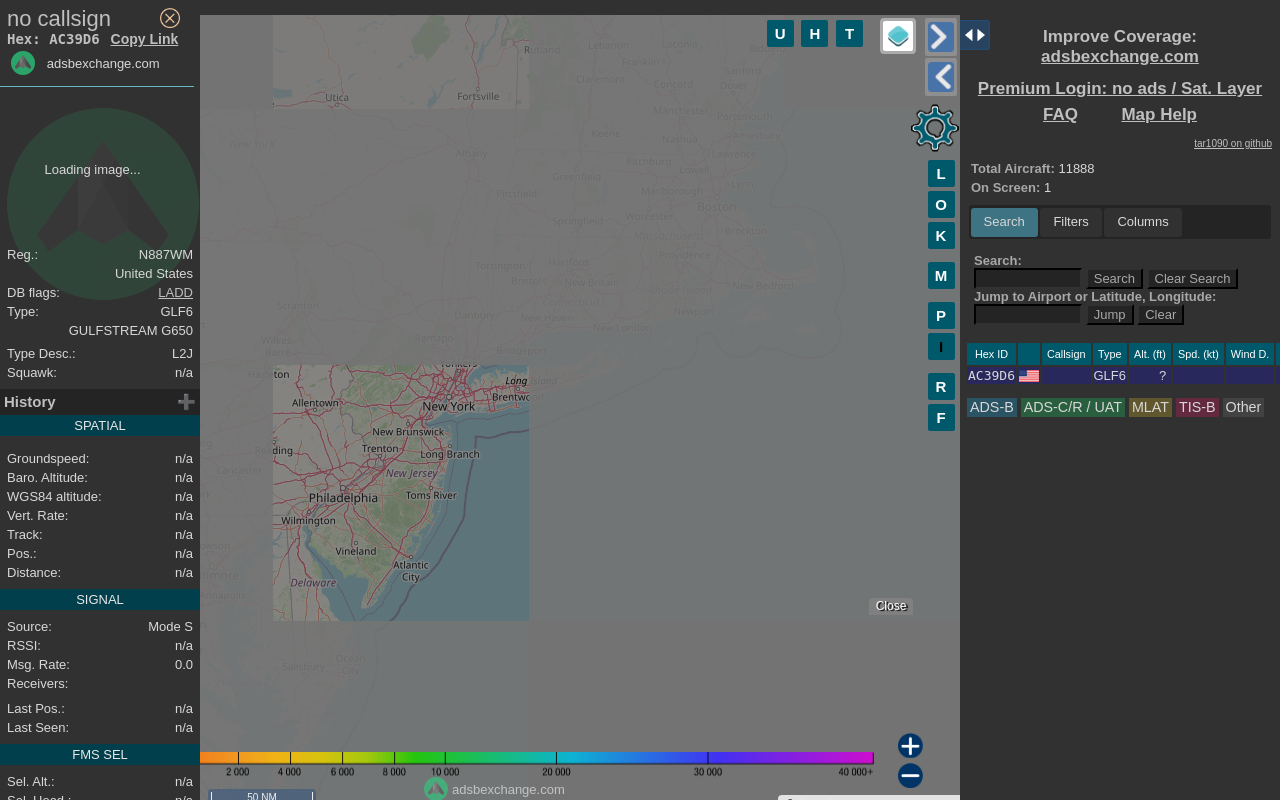 no callsign
Hex: AC39D6 Copy Link
adsbexchange.com
Loading image...
Reg.: N887WM
United States
DB flags: LADD
Type: GLF6
GULFSTREAM G650
Type Desc.: L2J
Squawk: n/a
History
SPATIAL
Groundspeed: n/a
Baro. Altitude: n/a
WGS84 altitude: n/a
Vert. Rate: n/a
Track: n/a
Pos.: n/a
Distance: n/a
SIGNAL
Source: Mode S
RSSI: n/a
Msg. Rate: 0.0
Receivers:
Last Pos.: n/a
Last Seen: n/a
FMS SEL
Sel. Alt.: n/a
Sel. Head.: n/a
U H T
L
O
K
M
P
I
R
F
Rutland
Utica
Fortsville
Albany
Keene
Nashua
Manchester
Concord
Boston
Worcester
Springfield
Providence
New Bedford
Hartford
Torrington
Danbury
New London
Scranton
Allentown
Long
New York
Brentwo
New Brunswick
Trenton
Long Branch
New Jersey
Philadelphia
Toms River
Wilmington
Vineland
Atlantic
City
Delaware
Salisbury
Ocean
City
Close
2 000 4 000 6 000 8 000 10 000 20 000 30 000 40 000+
adsbexchange.com
50 NM
Improve Coverage:
adsbexchange.com
Premium Login: no ads / Sat. Layer
FAQ Map Help
tar1090 on github
Total Aircraft: 11888
On Screen: 1
Search Filters Columns
Search:
Search Clear Search
Jump to Airport or Latitude, Longitude:
Jump Clear
Hex ID Callsign Type Alt. (ft) Spd. (kt) Wind D.
AC39D6 GLF6 ?
ADS-B ADS-C/R / UAT MLAT TIS-B Other